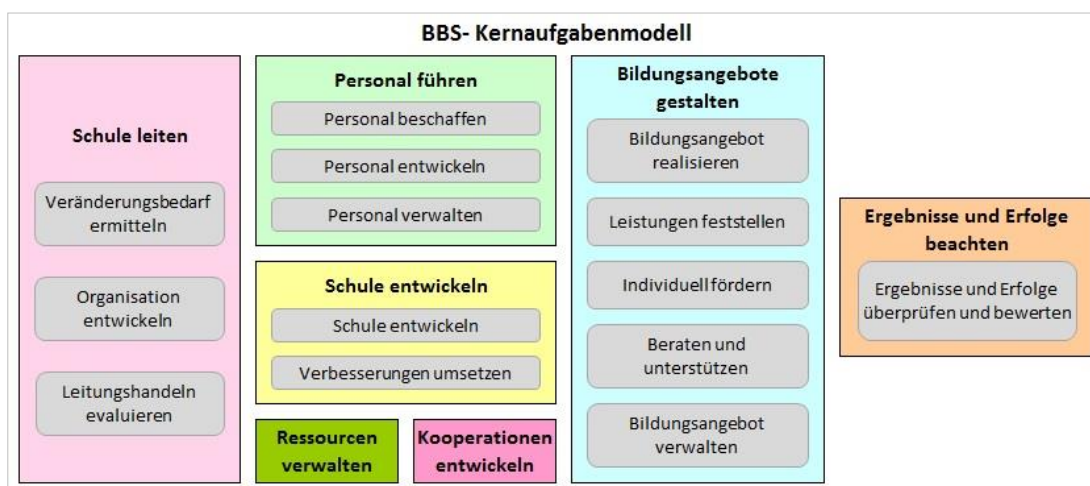 BBS- Kernaufgabenmodell
Schule leiten
Veränderungsbedarf
ermitteln
Organisation
entwickeln
Leitungshandeln
evaluieren
Personal führen
Personal beschaffen
Personal entwickeln
Personal verwalten
Schule entwickeln
Schule entwickeln
Verbesserungen umsetzen
Ressourcen
verwalten
Kooperationen
entwickeln
Bildungsangebote
gestalten
Bildungsangebot
realisieren
Leistungen feststellen
Individuell fördern
Beraten und
unterstützen
Bildungsangebot
verwalten
Ergebnisse und Erfolge
beachten
Ergebnisse und Erfolge
überprüfen und bewerten